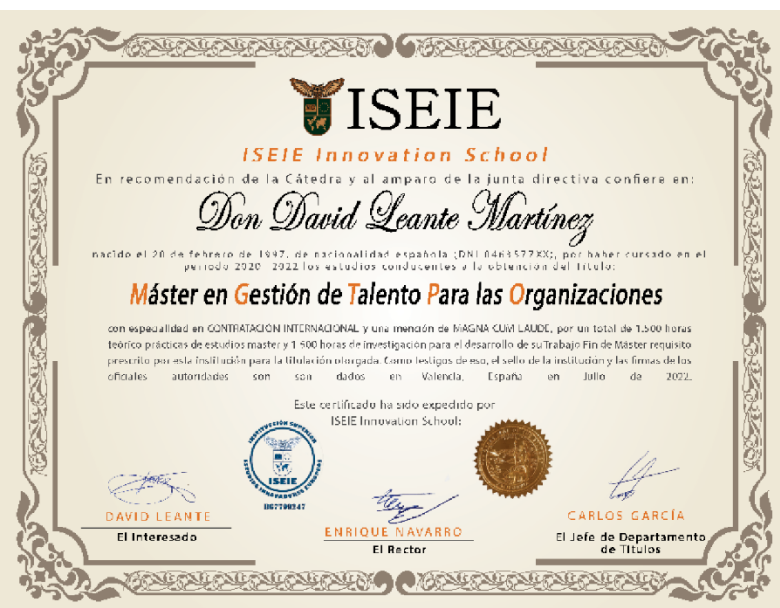 ISEIE
ISEIE Innovation School
En recomendación de la Cátedra y al amparo de la junta directiva confiere en:
Don David Leante Martínez
nacido el 20 de febrero de 1997, de nacionalidad española (DNI 0463577XX), por haber cursado en el
periodo 2020 2022 los estudios conducentes a la obtención del Título:
Máster en Gestión de Talento Para las Organizaciones
con especialidad en CONTRATACIÓN INTERNACIONAL y una mención de MAGNA CUM LAUDE, por un total de 1.500 horas
teórico prácticas de estudios master y 1 500 horas de investigación para el desarrollo de su Trabajo Fin de Máster requisito
prescrito por esta institución para la titulación otorgada. Como testigos de eso, el sello de la institución y las firmas de los
oficiales autoridades son son dados en Valencia, España en Julio de 2022.
Este certificado ha sido expedido por
ISEIE Innovation School:
INSTITUCIÓN SUPERIOR
ISEIE
DAVID LEANTE
El Interesado
ENRIQUE NAVARRO
El Rector
CARLOS GARCÍA
El Jefe de Departamento
de Títulos